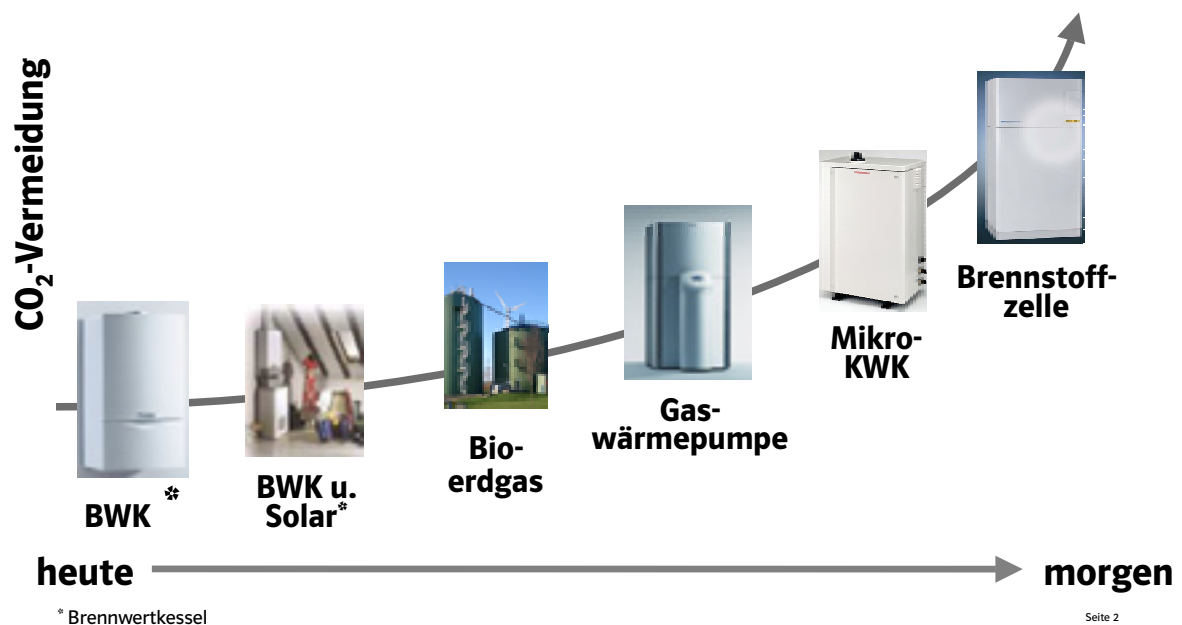 CO₂-Vermeidung
BWK *
BWK u.
Solar*
Bio-
erdgas
Gas-
wärmepumpe
Mikro-
KWK
Brennstoff-
zelle
heute
morgen
* Brennwertkessel
Seite 2